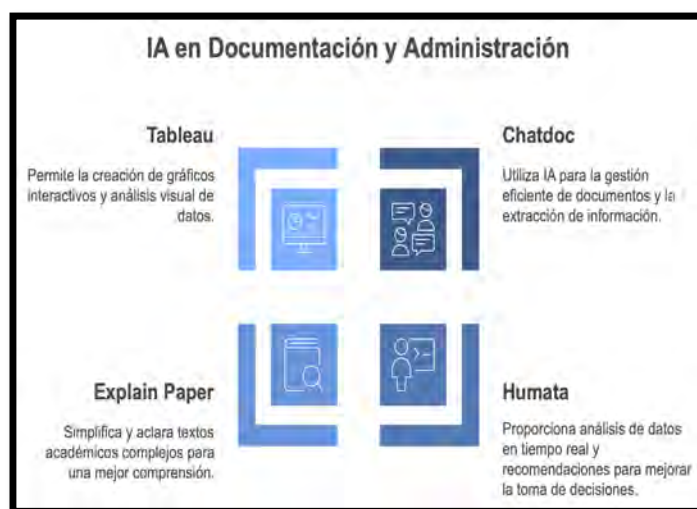 IA en Documentación y Administración
Tableau
Permite la creación de gráficos
interactivos y análisis visual de
datos.
Chatdoc
Utiliza IA para la gestión
eficiente de documentos y la
extracción de información.
Explain Paper
Simplifica y aclara textos
académicos complejos para
una mejor comprensión.
Humata
Proporciona análisis de datos
en tiempo real y
recomendaciones para mejorar
la toma de decisiones.